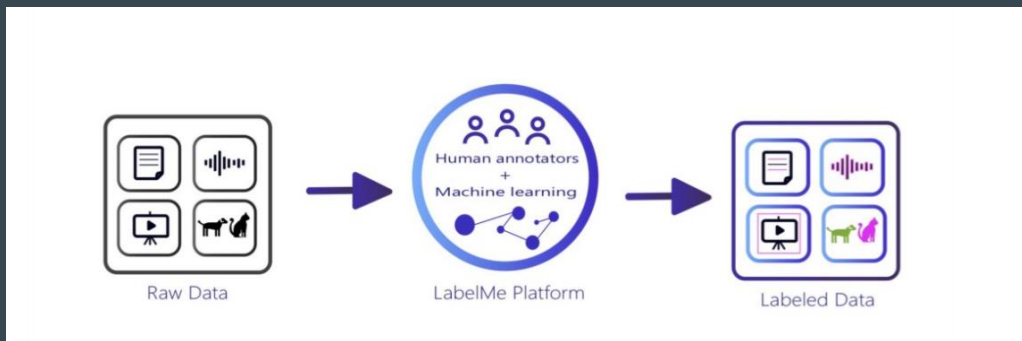 Human annotators
+
Machine learning
Raw Data
LabelMe Platform
Labeled Data